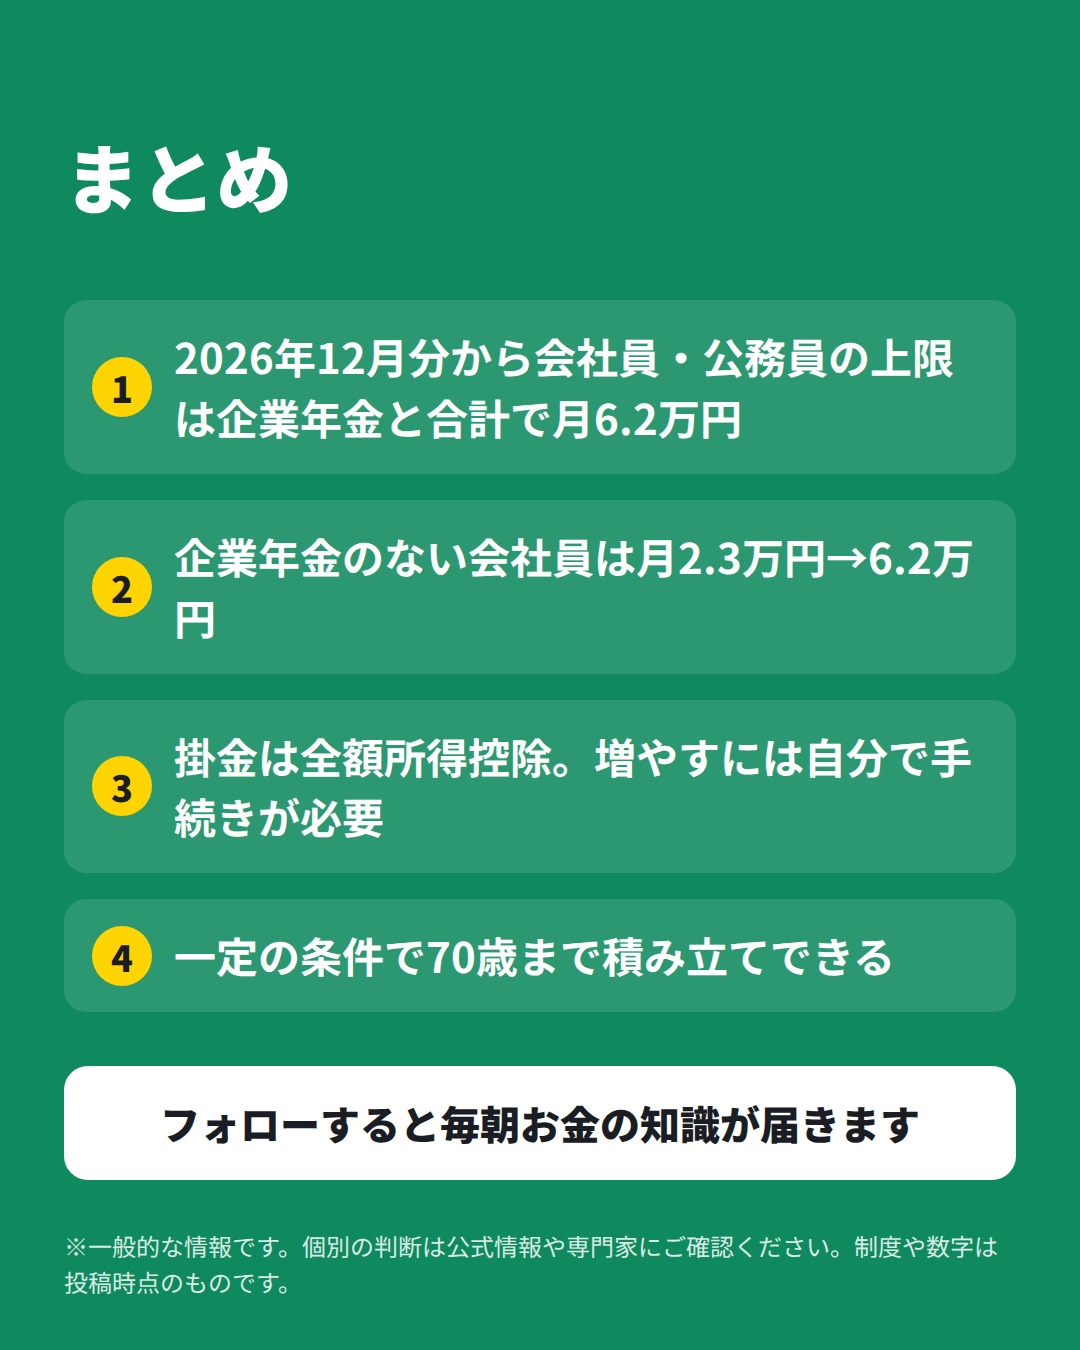 まとめ
1
2026年12月分から会社員・公務員の上限
は企業年金と合計で月6.2万円
2
企業年金のない会社員は月2.3万円→6.2万
円
3
掛金は全額所得控除。増やすには自分で手
続きが必要
4
一定の条件で70歳まで積み立てできる
フォローすると毎朝お金の知識が届きます
※一般的な情報です。個別の判断は公式情報や専門家にご確認ください。制度や数字は
投稿時点のものです。